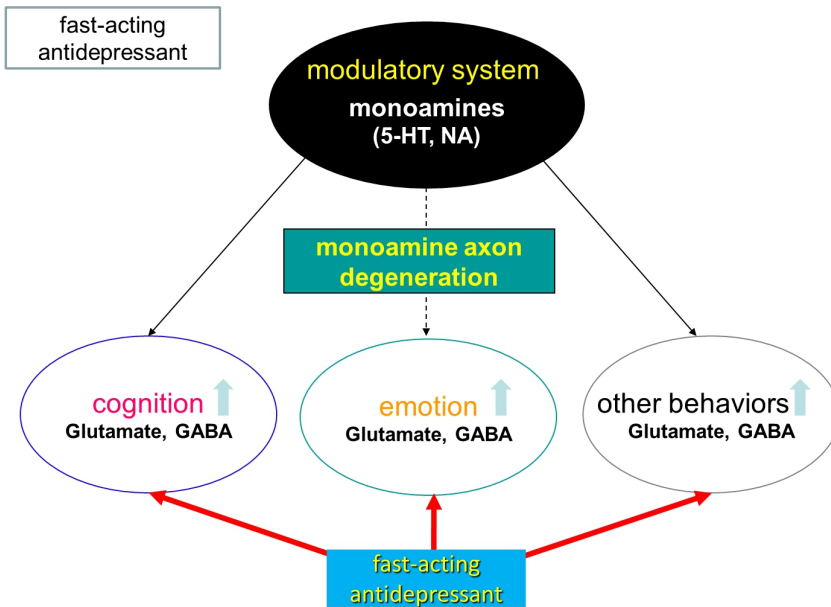 fast-acting
antidepressant
modulatory system
monoamines
(5-HT, NA)
monoamine axon
degeneration
cognition
Glutamate, GABA
emotion
Glutamate, GABA
other behaviors
Glutamate, GABA
fast-acting
antidepressant